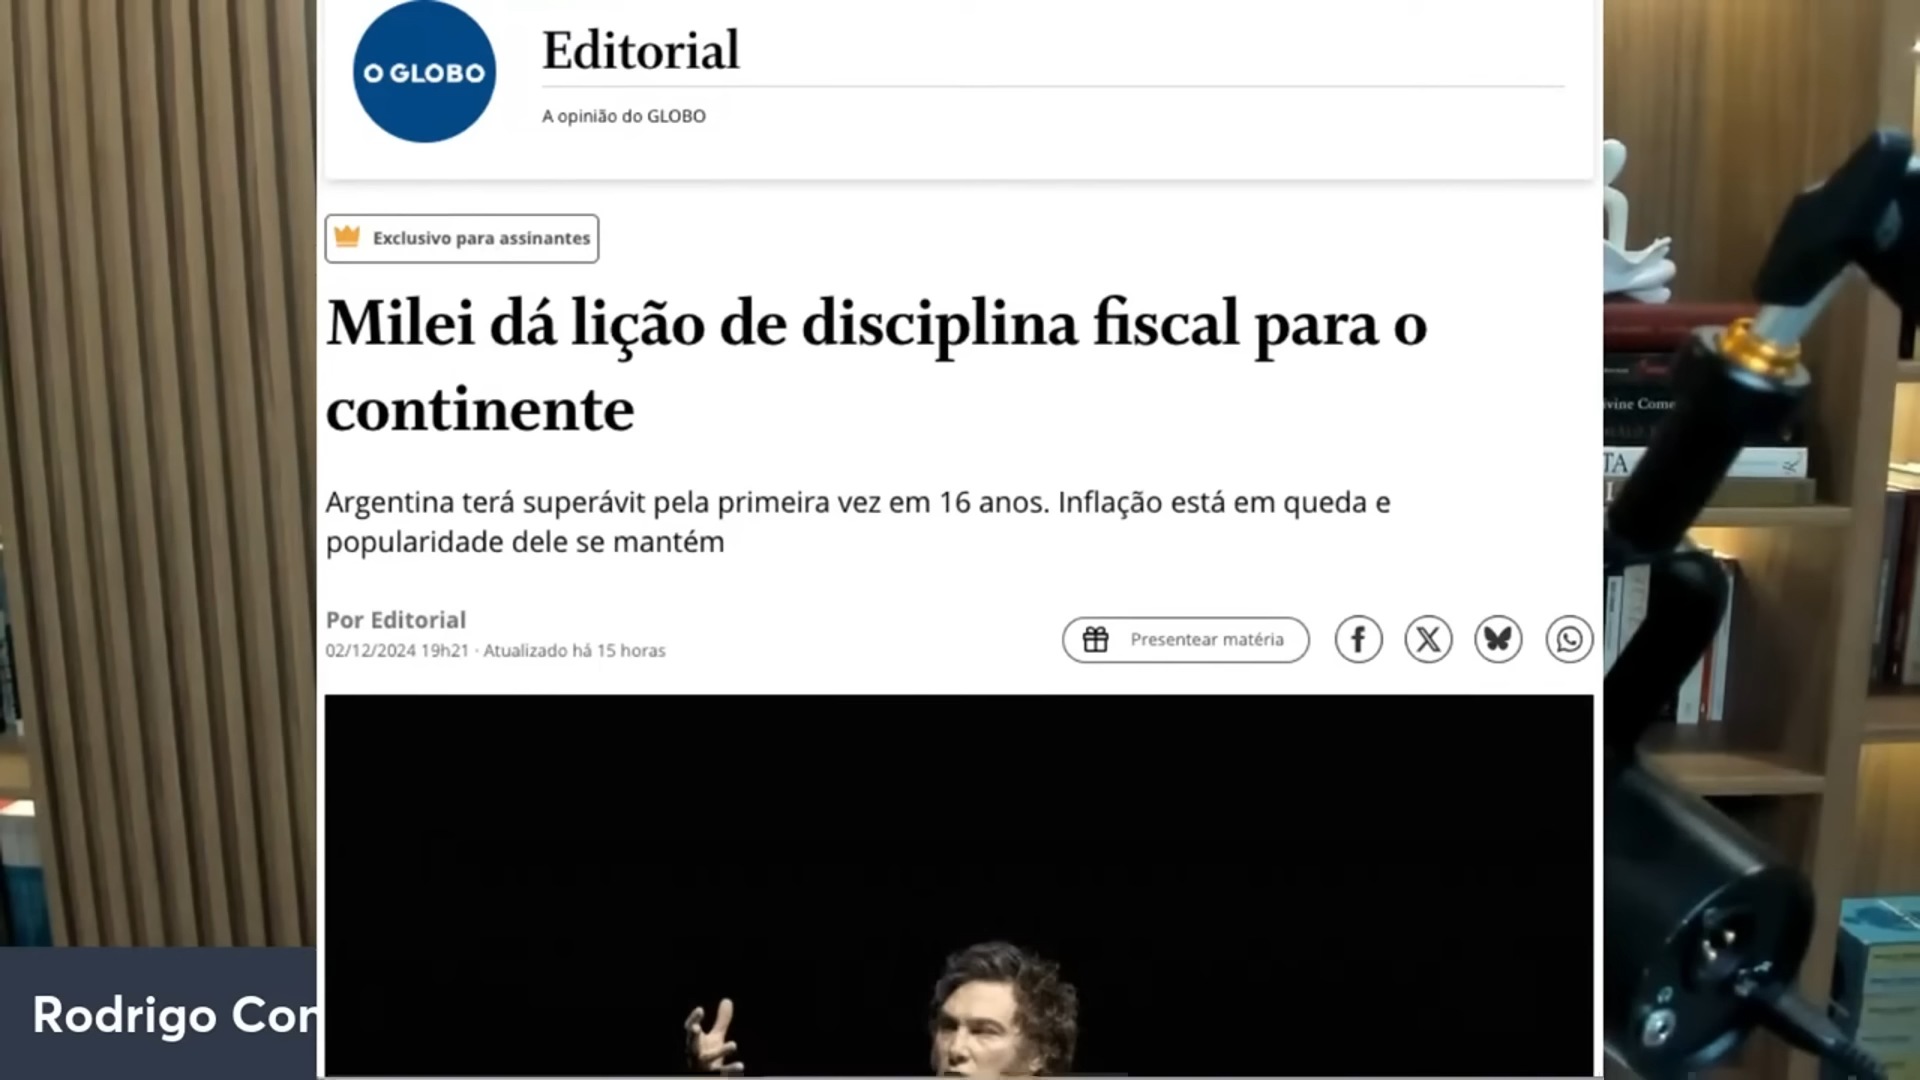 O GLOBO
Editorial
A opinião do GLOBO
Exclusivo para assinantes
Milei dá lição de disciplina fiscal para o
continente
Argentina terá superávit pela primeira vez em 16 anos. Inflação está em queda e
popularidade dele se mantém
Por Editorial
02/12/2024 19h21 · Atualizado há 15 horas
Presentear matéria
Rodrigo Con